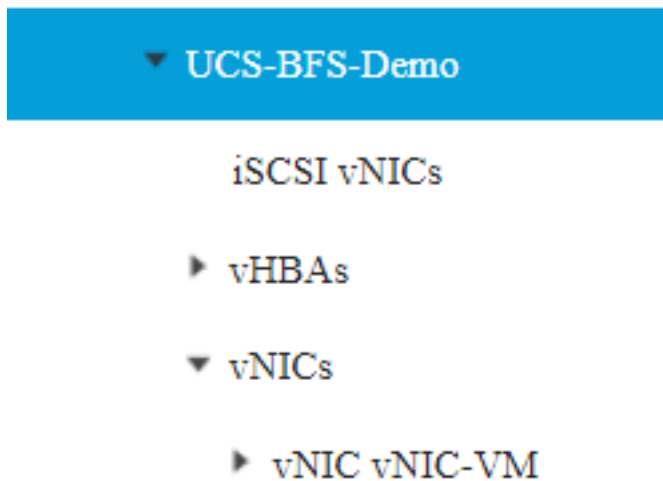 UCS-BFS-Demo
iSCSI vNICs
vHBAs
vNICs
vNIC vNIC-VM